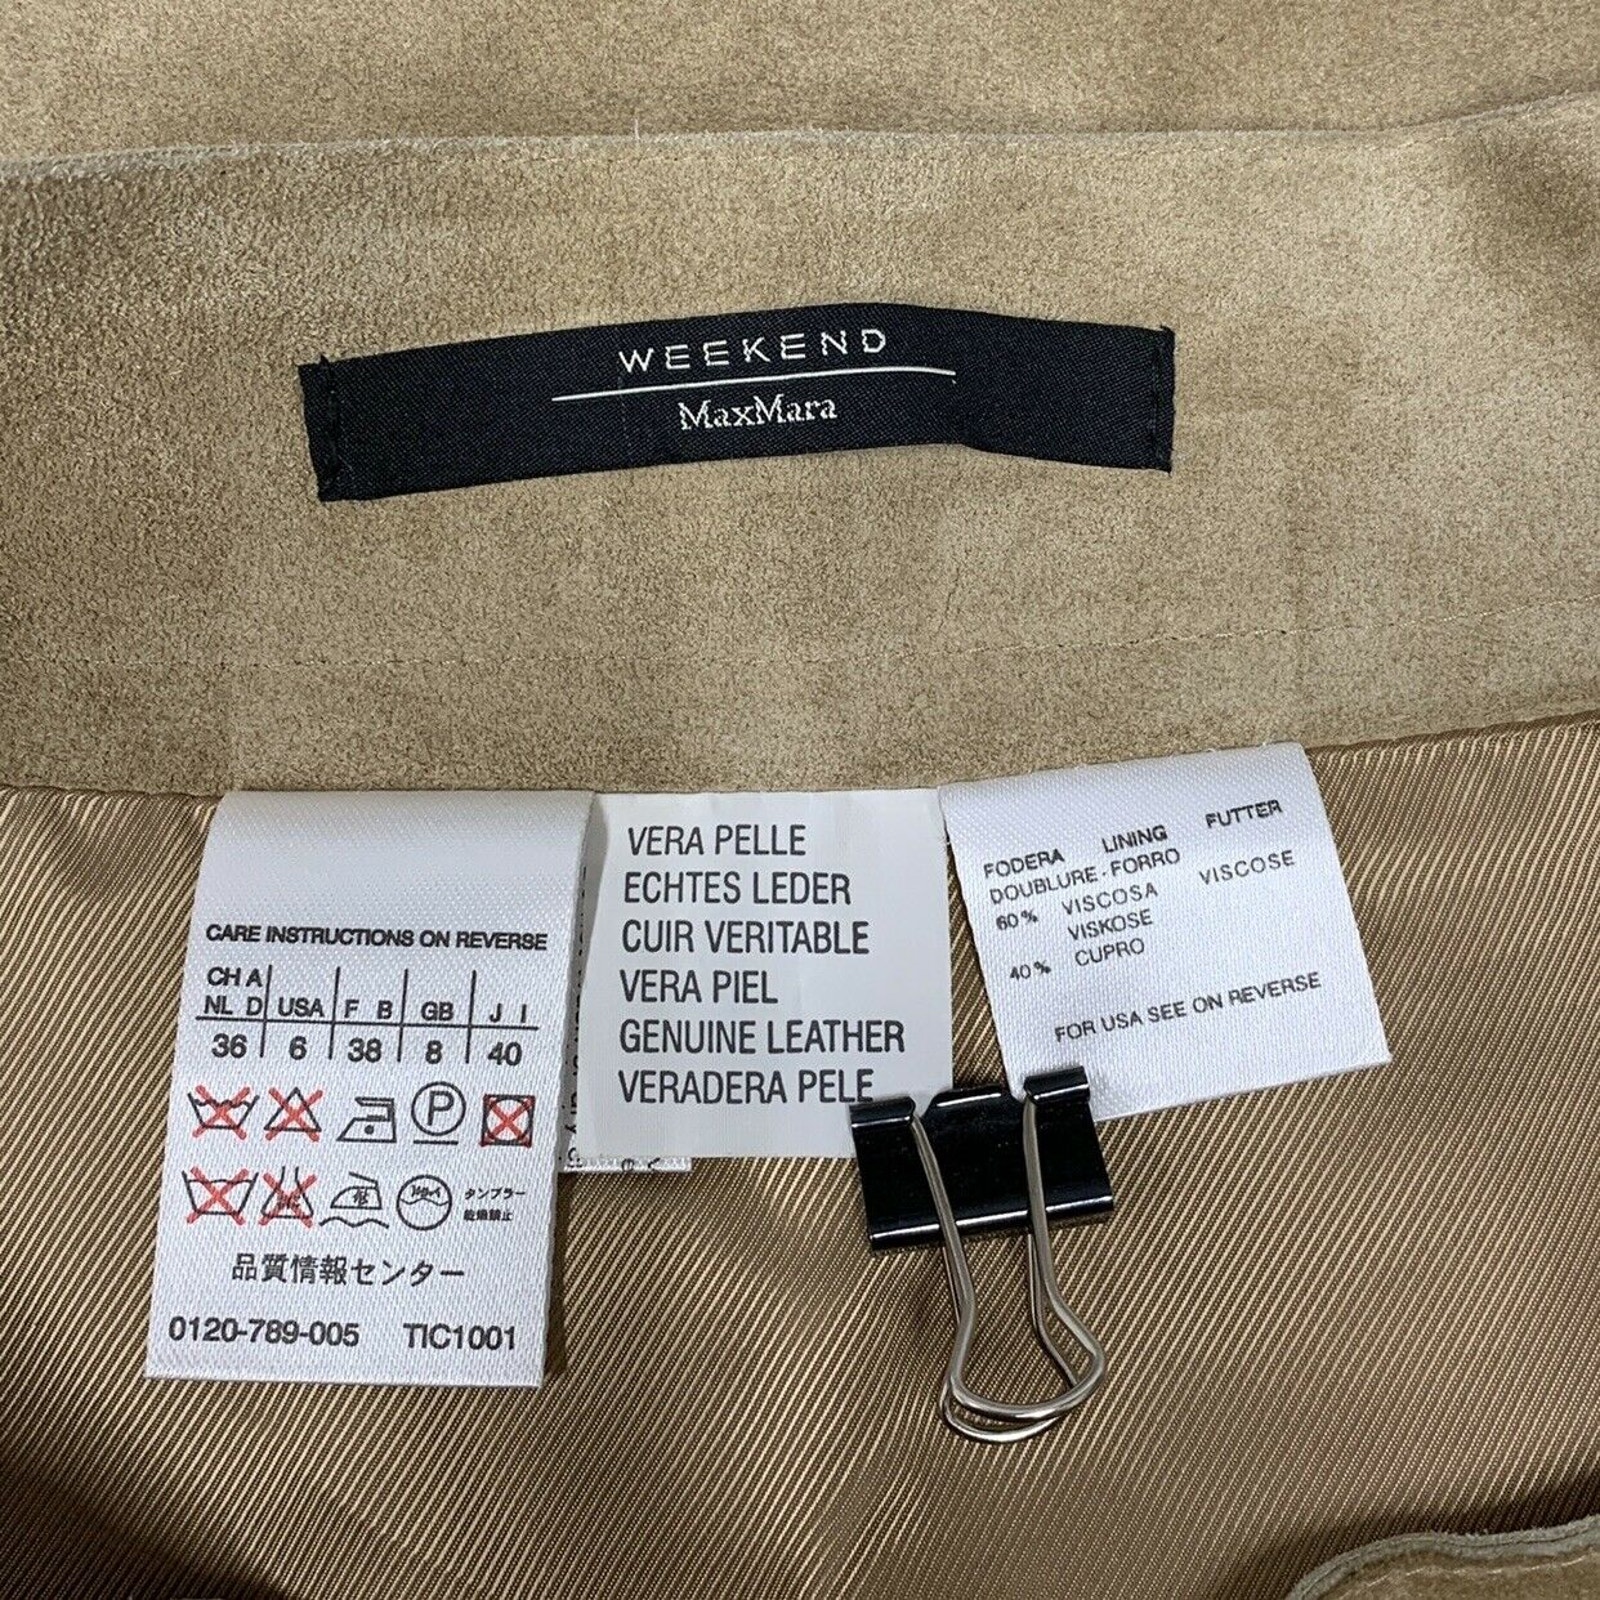 WEEKEND
MaxMara
CARE INSTRUCTIONS ON REVERSE
CH A
NL D USA F B GB J I
36 6 38 8 40
P
タンブラー
乾燥禁止
品質情報センター
0120-789-005 TIC1001
VERA PELLE
ECHTES LEDER
CUIR VERITABLE
VERA PIEL
GENUINE LEATHER
VERADERA PELE
FODERA LINING FUTTER
DOUBLURE - FORRO
60% VISCOSA VISCOSE
VISKOSE
40% CUPRO
FOR USA SEE ON REVERSE